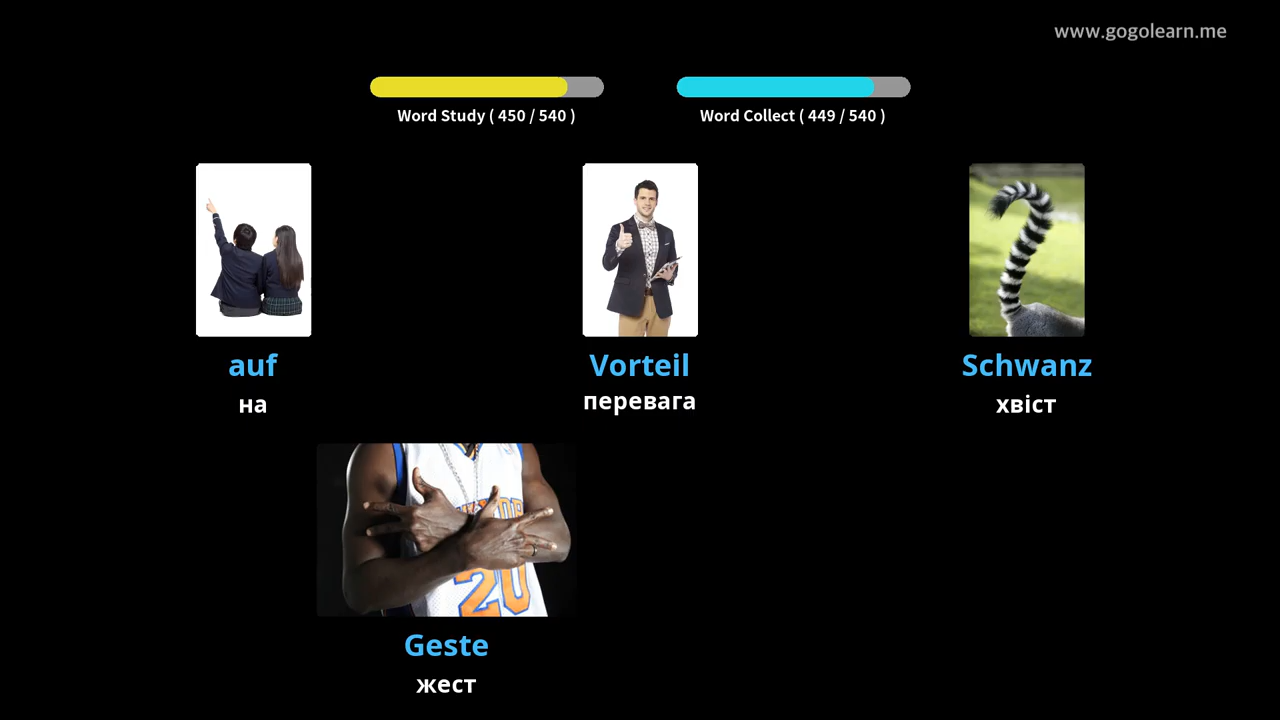 www.gogolearn.me
Word Study ( 450 / 540 )
Word Collect ( 449 / 540 )
auf
на
Vorteil
перевага
Schwanz
хвіст
20
Geste
жест